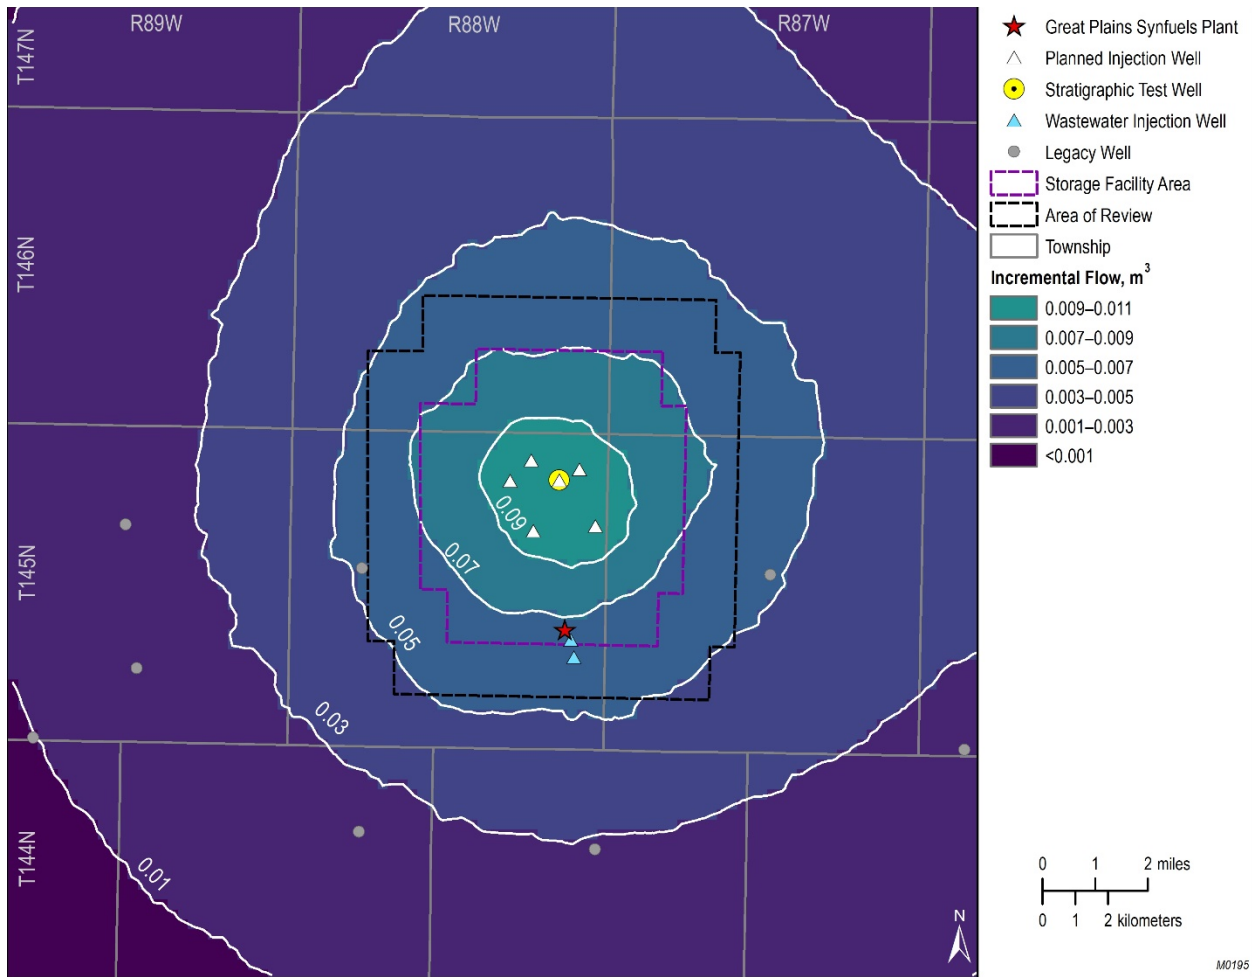 R89W
R88W
R87W
T147N
T146N
T145N
T144N
0.09
0.07
0.05
0.03
0.01
N
Great Plains Synfuels Plant
Planned Injection Well
Stratigraphic Test Well
Wastewater Injection Well
Legacy Well
Storage Facility Area
Area of Review
Township
Incremental Flow, m³
0.009–0.011
0.007–0.009
0.005–0.007
0.003–0.005
0.001–0.003
<0.001
0 1 2 miles
0 1 2 kilometers
M0195